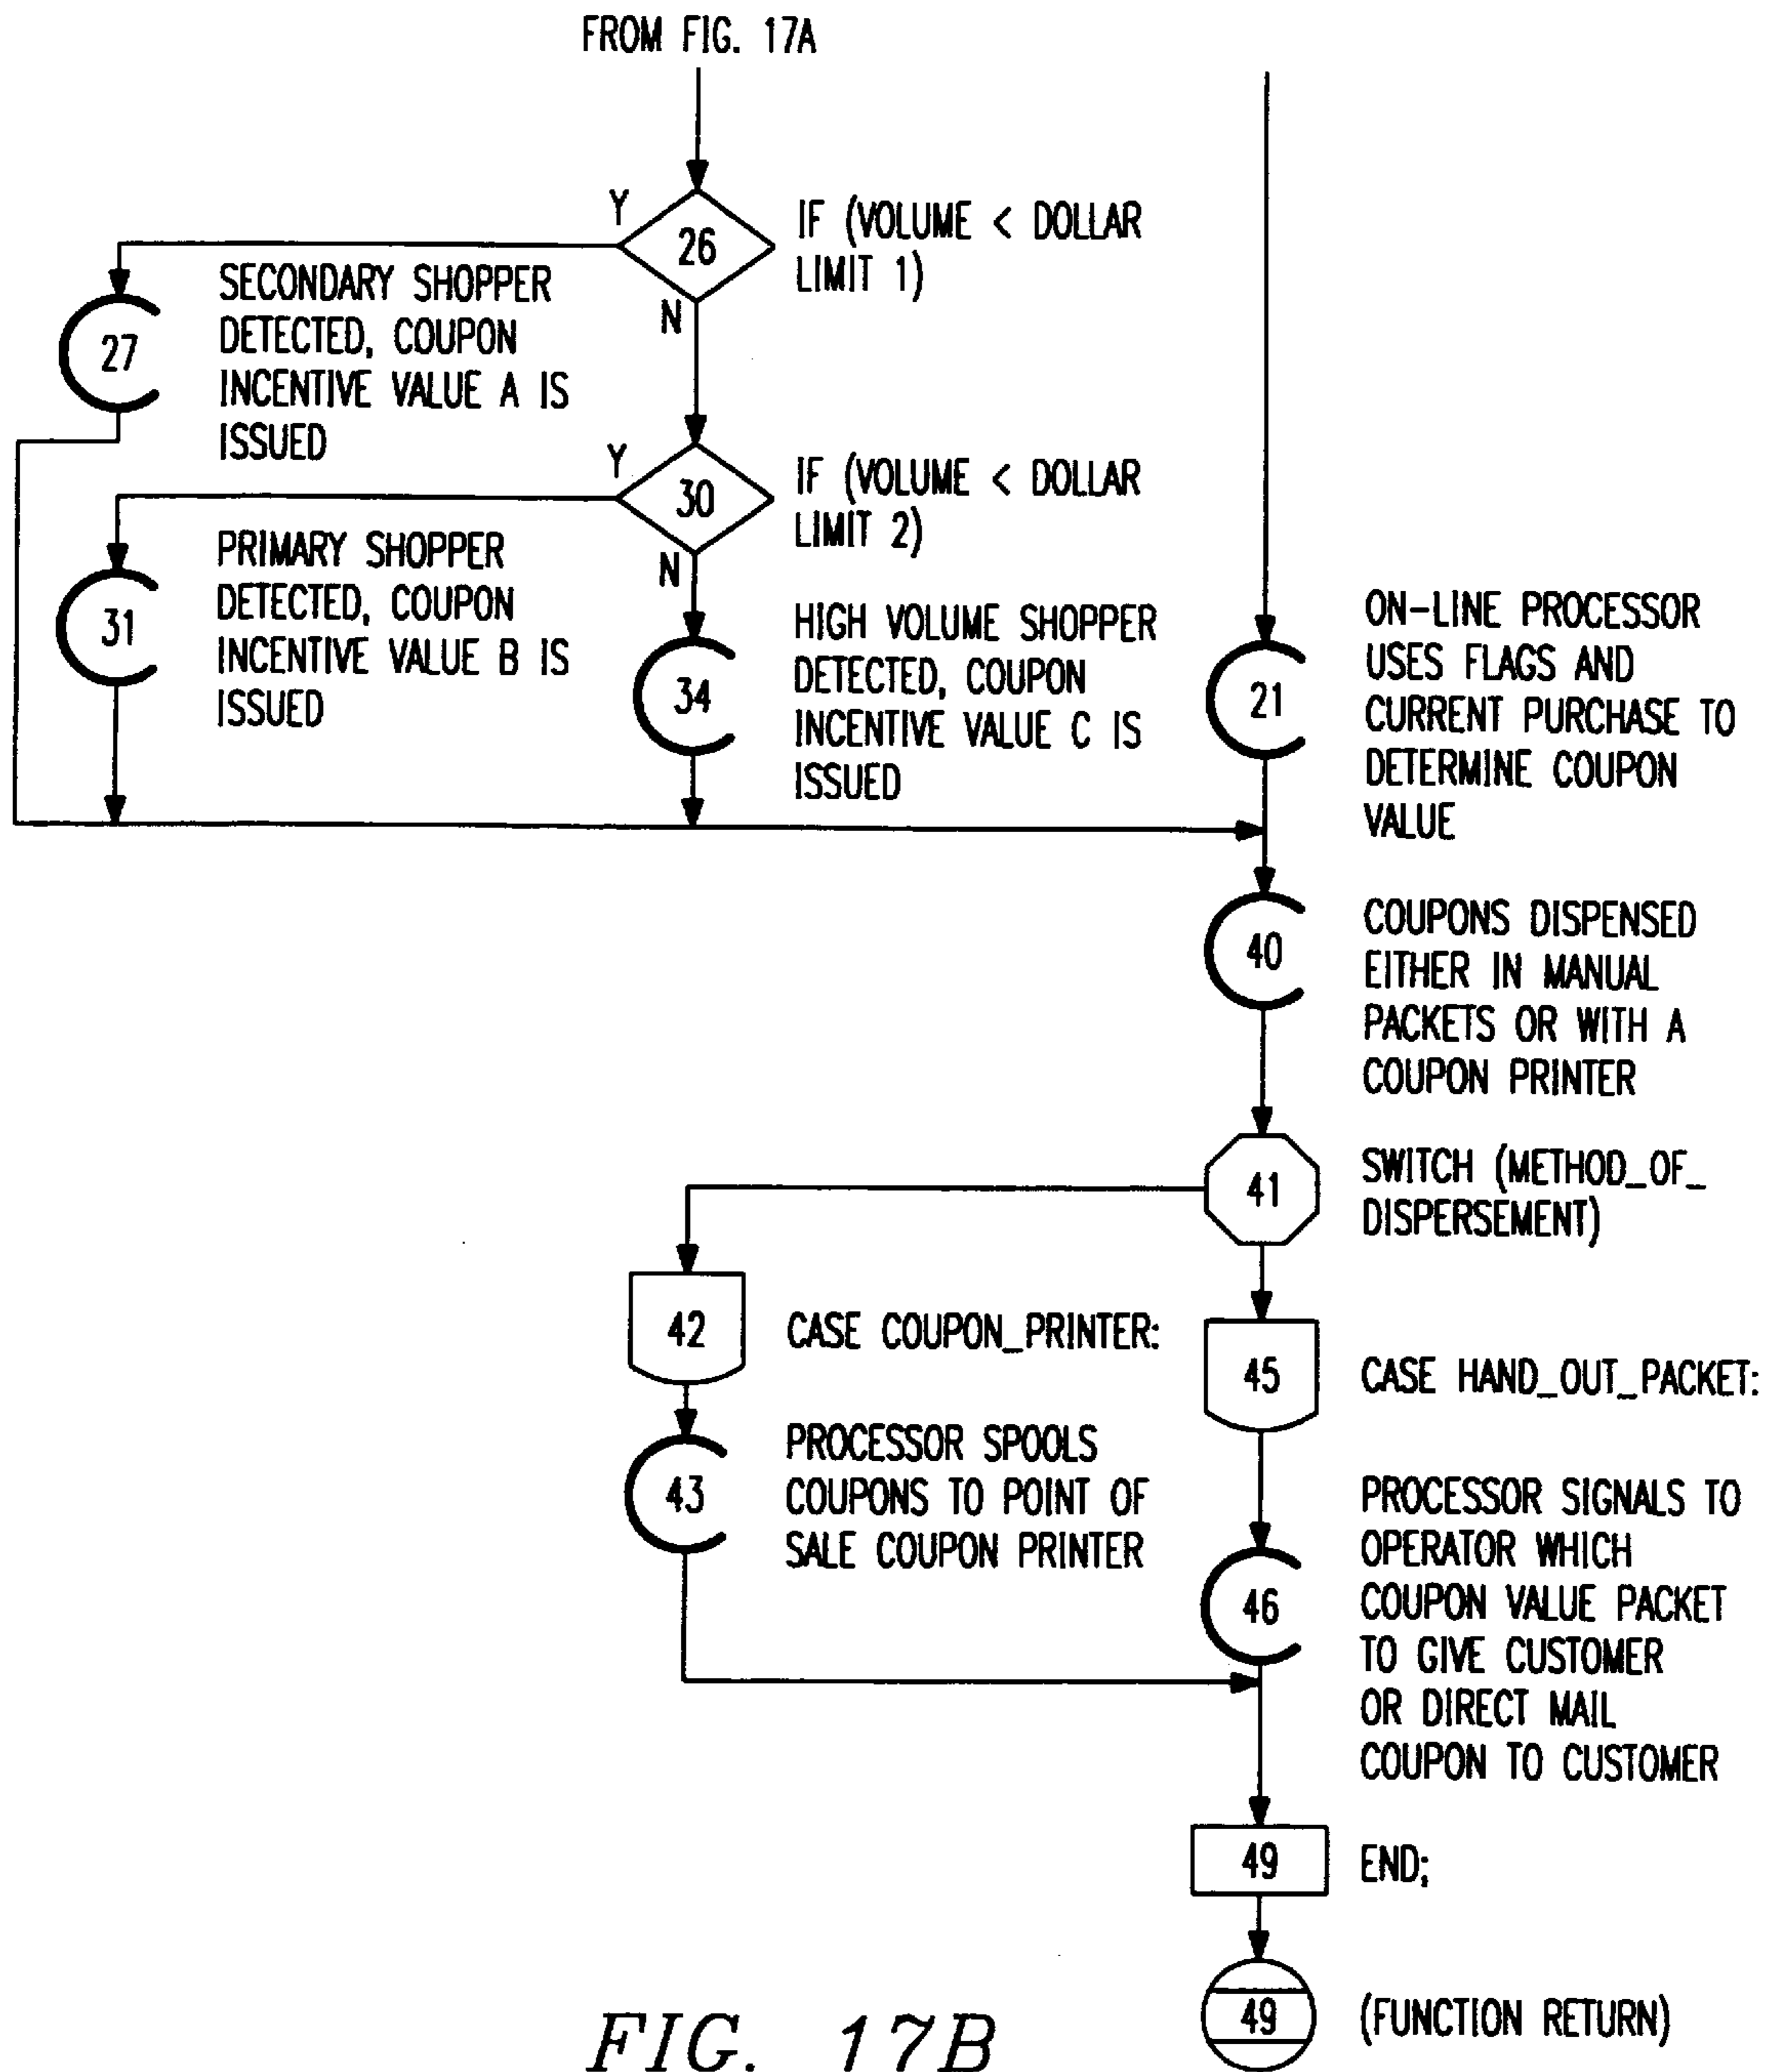 FROM FIG. 17A
Y
26
IF (VOLUME < DOLLAR
LIMIT 1)
N
27
SECONDARY SHOPPER
DETECTED, COUPON
INCENTIVE VALUE A IS
ISSUED
Y
30
IF (VOLUME < DOLLAR
LIMIT 2)
N
31
PRIMARY SHOPPER
DETECTED, COUPON
INCENTIVE VALUE B IS
ISSUED
34
HIGH VOLUME SHOPPER
DETECTED, COUPON
INCENTIVE VALUE C IS
ISSUED
21
ON-LINE PROCESSOR
USES FLAGS AND
CURRENT PURCHASE TO
DETERMINE COUPON
VALUE
40
COUPONS DISPENSED
EITHER IN MANUAL
PACKETS OR WITH A
COUPON PRINTER
41
SWITCH (METHOD_OF_
DISPERSEMENT)
42
CASE COUPON_PRINTER:
45
CASE HAND_OUT_PACKET:
43
PROCESSOR SPOOLS
COUPONS TO POINT OF
SALE COUPON PRINTER
46
PROCESSOR SIGNALS TO
OPERATOR WHICH
COUPON VALUE PACKET
TO GIVE CUSTOMER
OR DIRECT MAIL
COUPON TO CUSTOMER
49
END;
49
(FUNCTION RETURN)
FIG. 17B